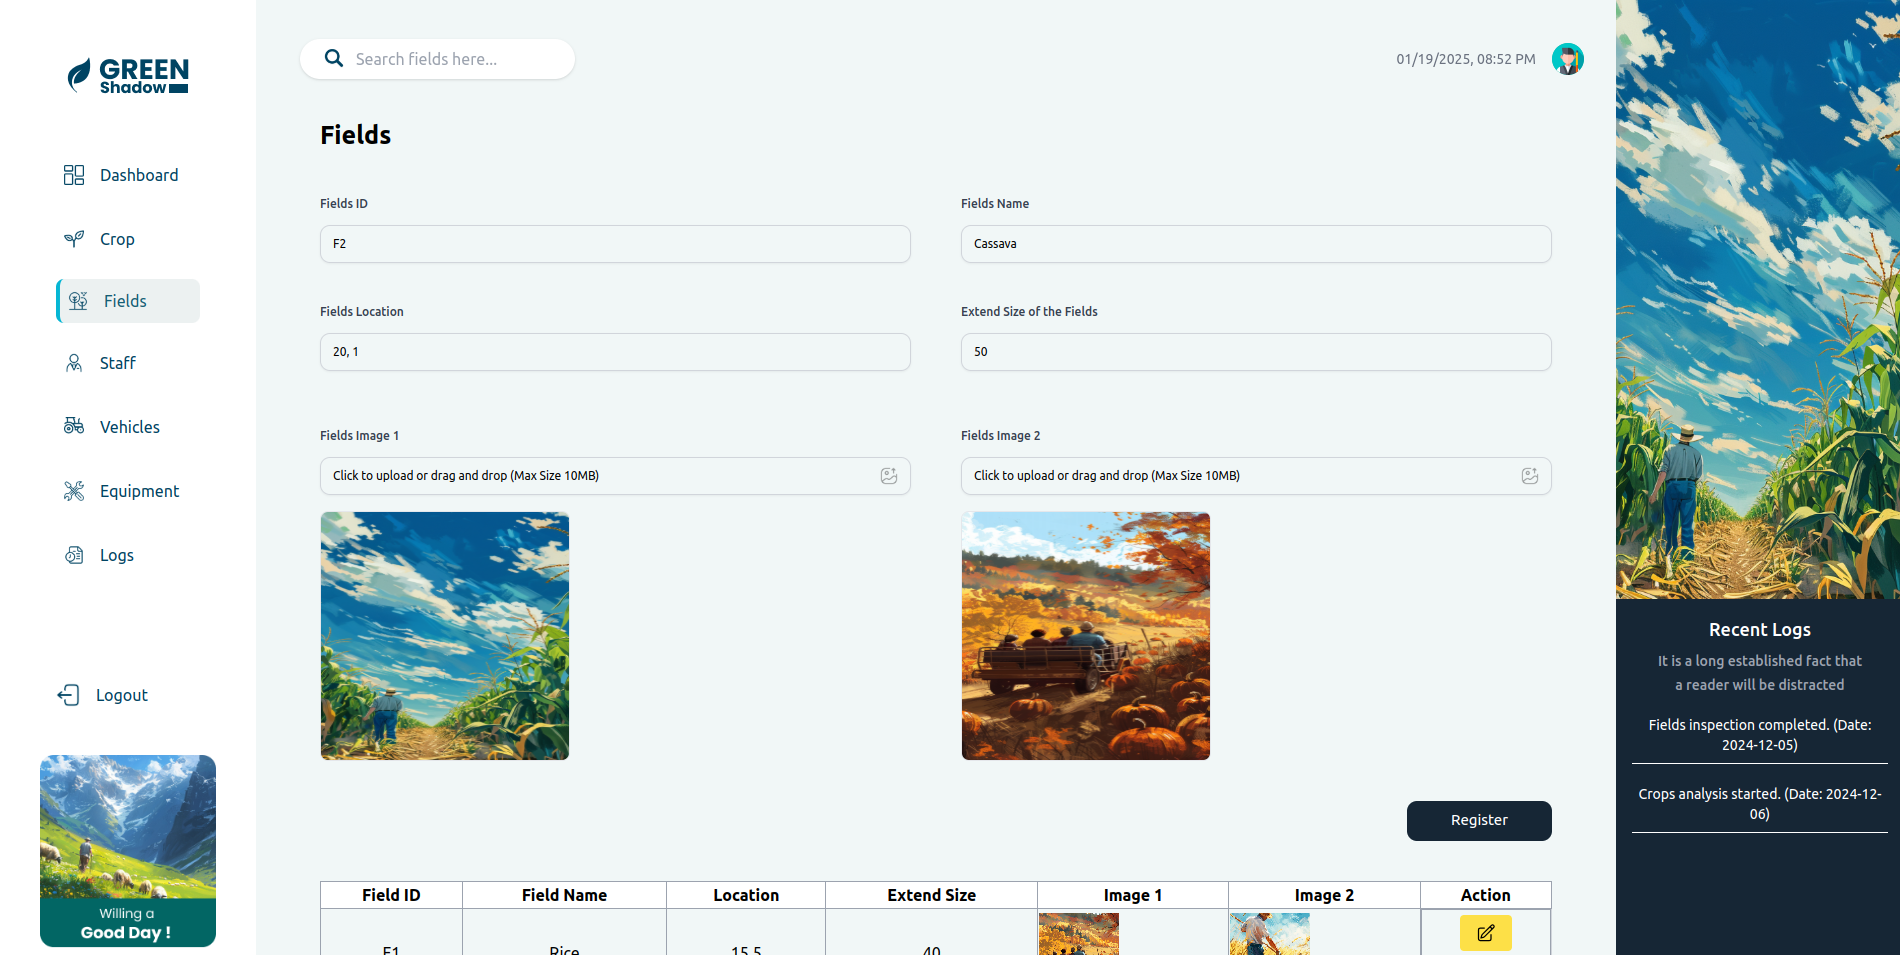 GREEN
Shadow
Dashboard
Crop
Fields
Staff
Vehicles
Equipment
Logs
Logout
Willing a
Good Day !
Search fields here...
01/19/2025, 08:52 PM
Fields
Fields ID
F2
Fields Name
Cassava
Fields Location
20, 1
Extend Size of the Fields
50
Fields Image 1
Click to upload or drag and drop (Max Size 10MB)
Fields Image 2
Click to upload or drag and drop (Max Size 10MB)
Register
Field ID Field Name Location Extend Size Image 1 Image 2 Action
F1 Rice 15.5 40
Recent Logs
It is a long established fact that
a reader will be distracted
Fields inspection completed. (Date:
2024-12-05)
Crops analysis started. (Date: 2024-12-
06)